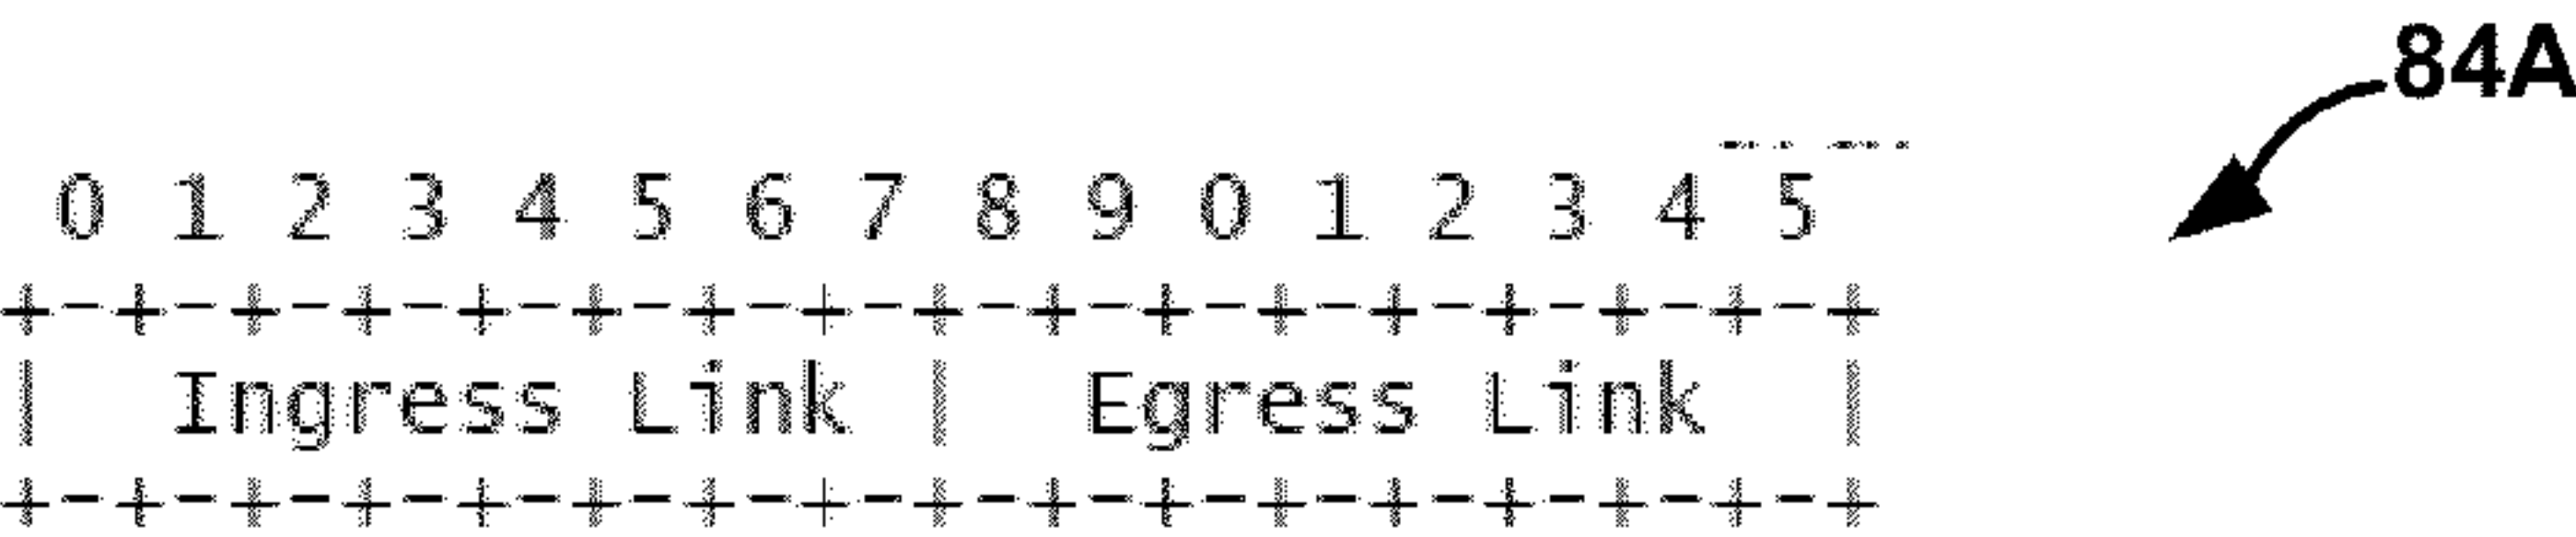 84A
0 1 2 3 4 5 6 7 8 9 0 1 2 3 4 5
+-+-+-+-+-+-+-+-+-+-+-+-+-+-+-+-+
| Ingress Link | Egress Link |
+-+-+-+-+-+-+-+-+-+-+-+-+-+-+-+-+